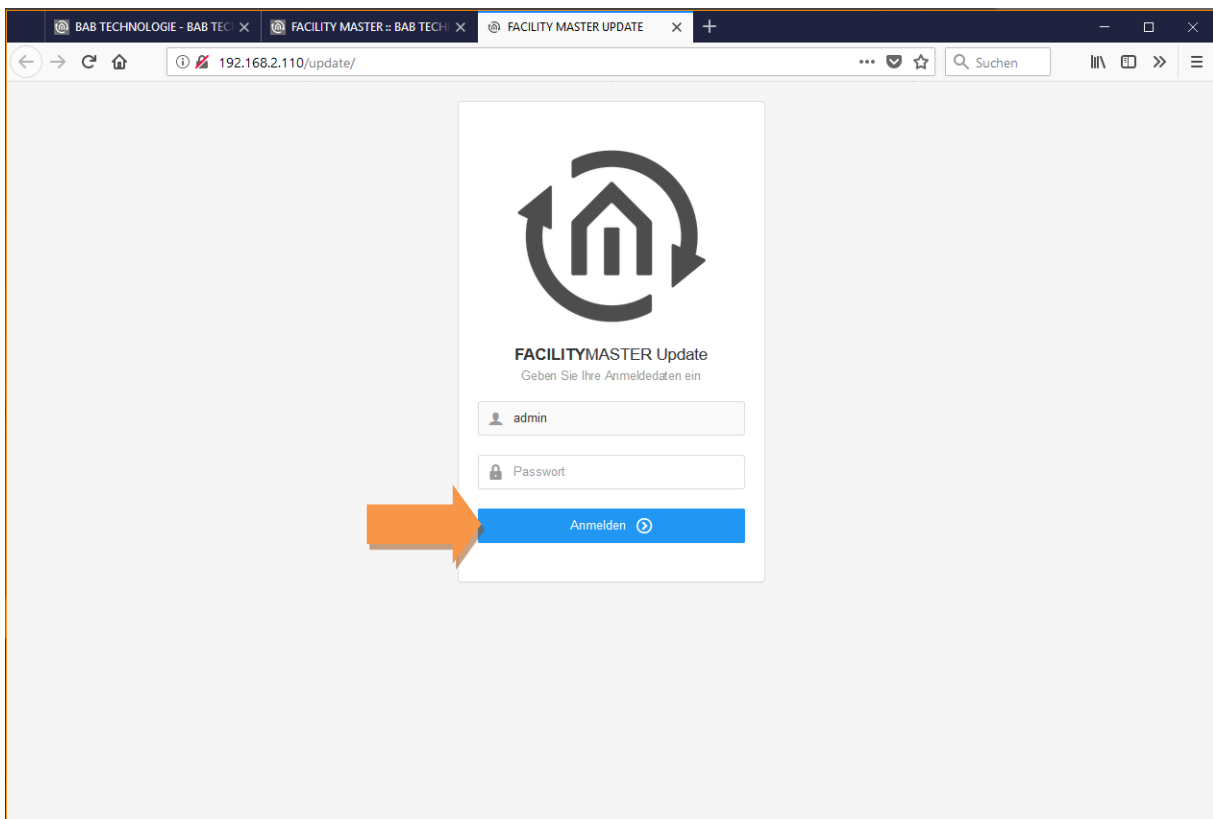 BAB TECHNOLOGIE - BAB TEC
FACILITY MASTER :: BAB TECH
FACILITY MASTER UPDATE
192.168.2.110/update/
Suchen
FACILITYMASTER Update
Geben Sie Ihre Anmeldedaten ein
admin
Passwort
Anmelden